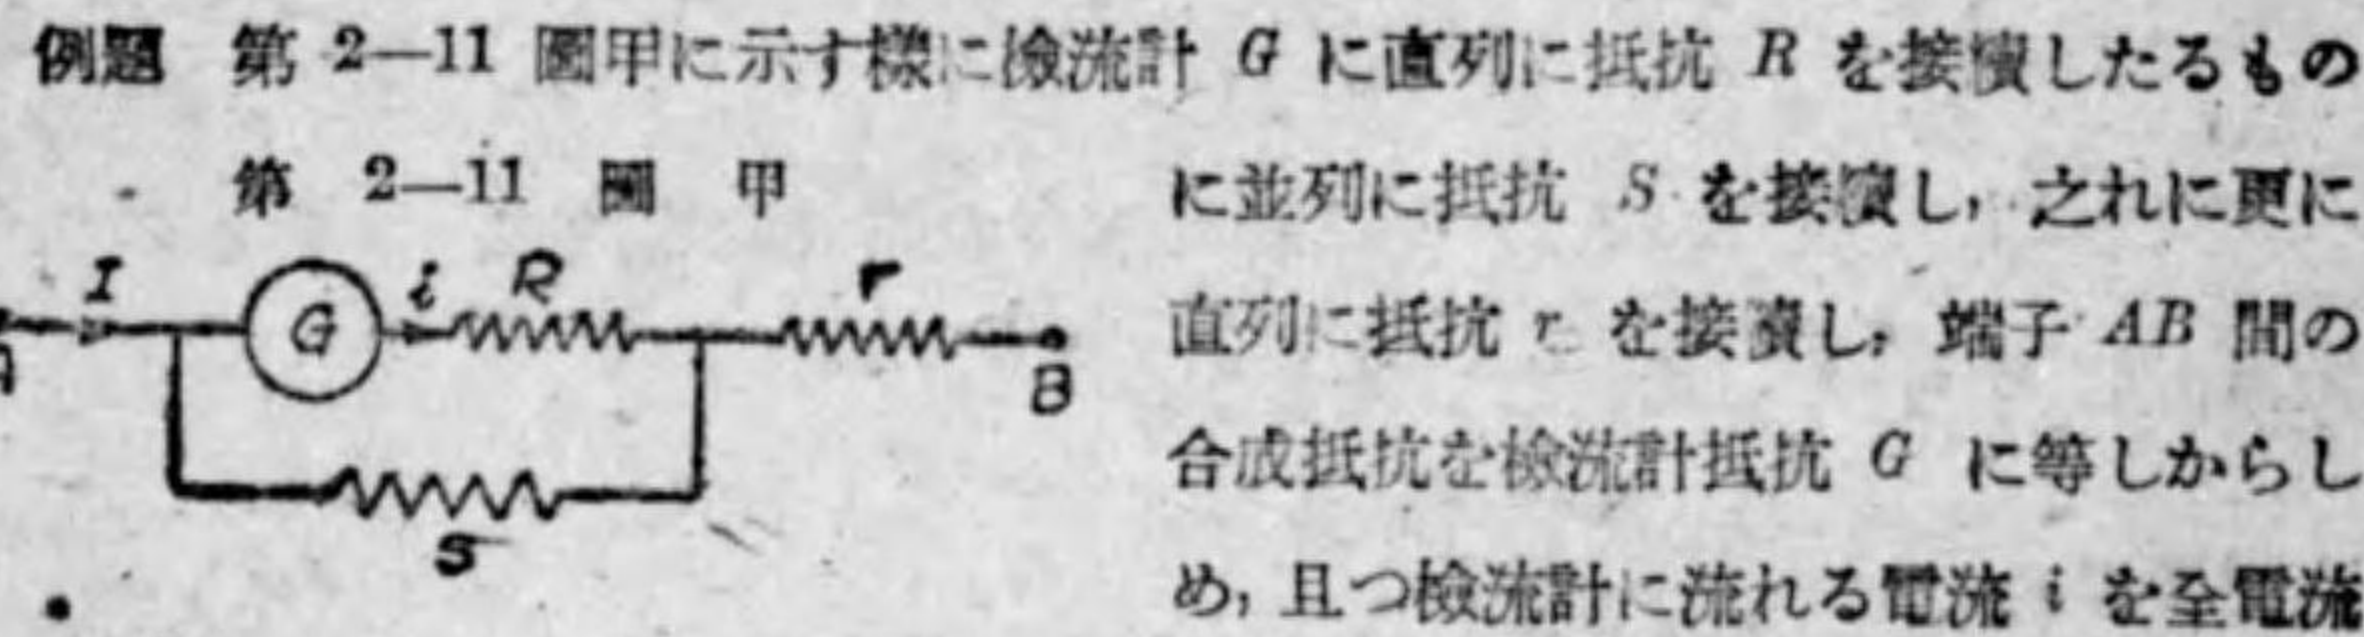 例題 第 2—11 圖甲に示す樣に檢流計 G に直列に抵抗 R を接續したるもの
第 2—11 圖 甲
に並列に抵抗 S を接續し, 之れに更に
直列に抵抗 r を接續し, 端子 AB 間の
合成抵抗を檢流計抵抗 G に等しからし
め, 且つ檢流計に流れる電流 i を全電流
I
G
i
R
r
A
B
S